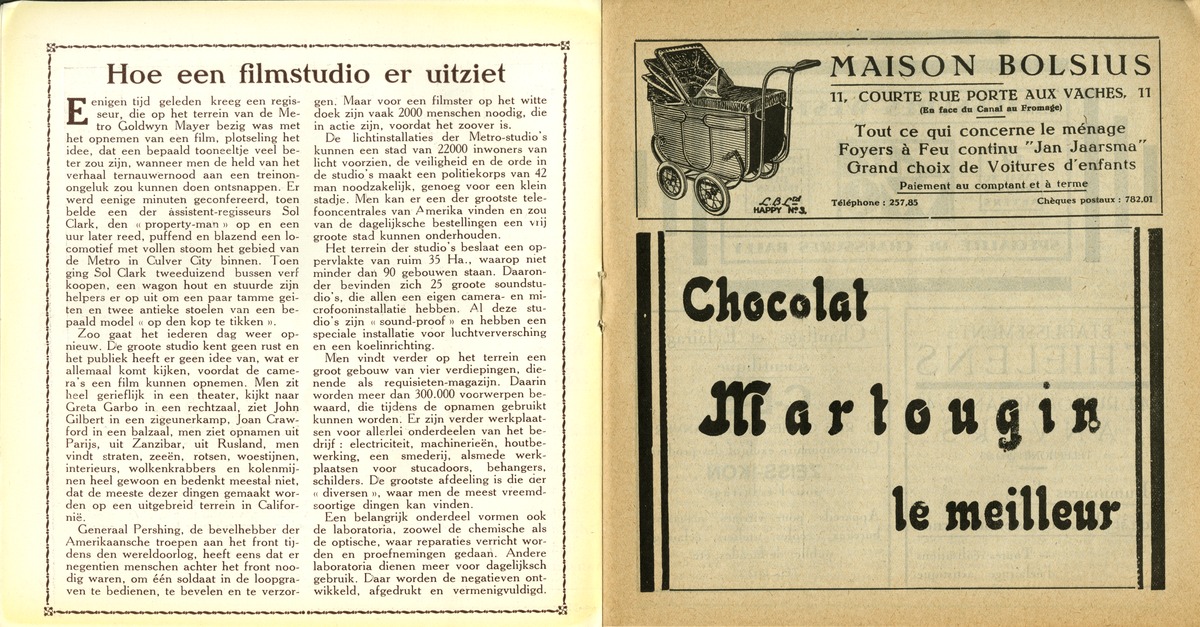 Hoe een filmstudio er uitziet
Eenigen tijd geleden kreeg een regis-
seur, die op het terrein van de Me-
tro Goldwyn Mayer bezig was met
het opnemen van een film, plotseling het
idee, dat een bepaald tooneeltje veel be-
ter zou zijn, wanneer men de held van het
verhaal ternauwernood aan een treinon-
ongeluk zou kunnen doen ontsnappen. Er
werd eenige minuten geconfereerd, toen
belde een der àssistent-regisseurs Sol
Clark, den « property-man » op en een
uur later reed, puffend en blazend een lo-
comotief met vollen stoom het gebied van
de Metro in Culver City binnen. Toen
ging Sol Clark tweeduizend bussen verf
koopen, een wagon hout en stuurde zijn
helpers er op uit om een paar tamme gei-
ten en twee antieke stoelen van een be-
paald model « op den kop te tikken ».
Zoo gaat het iederen dag weer op-
nieuw. De groote studio kent geen rust en
het publiek heeft er geen idee van, wat er
allemaal komt kijken, voordat de came-
ra's een film kunnen opnemen. Men zit
heel gerieflijk in een theater, kijkt naar
Greta Garbo in een rechtzaal, ziet John
Gilbert in een zigeunerkamp, Joan Craw-
ford in een balzaal, men ziet opnamen uit
Parijs, uit Zanzibar, uit Rusland, men
vindt straten, zeeën, rotsen, woestijnen,
interieurs, wolkenkrabbers en kolenmij-
nen heel gewoon en bedenkt meestal niet,
dat de meeste dezer dingen gemaakt wor-
den op een uitgebreid terrein in Califor-
nië.
Generaal Pershing, de bevelhebber der
Amerikaansche troepen aan het front tij-
dens den wereldoorlog, heeft eens dat er
negentien menschen achter het front noo-
dig waren, om één soldaat in de loopgra-
ven te bedienen, te bevelen en te verzor-
gen. Maar voor een filmster op het witte
doek zijn vaak 2000 menschen noodig, die
in actie zijn, voordat het zoover is.
De lichtinstallaties der Metro-studio's
kunnen een stad van 22000 inwoners van
licht voorzien, de veiligheid en de orde in
de studio's maakt een politiekorps van 42
man noodzakelijk, genoeg voor een klein
stadje. Men kan er een der grootste tele-
fooncentrales van Amerika vinden en zou
van de dagelijksche bestellingen een vrij
groote stad kunnen onderhouden.
Het terrein der studio's beslaat een op-
pervlakte van ruim 35 Ha., waarop niet
minder dan 90 gebouwen staan. Daaron-
der bevinden zich 25 groote soundstu-
dio's, die allen een eigen camera- en mi-
crofooninstallatie hebben. Al deze stu-
dio's zijn « sound-proof » en hebben een
speciale installatie voor luchtverversching
en een koelinrichting.
Men vindt verder op het terrein een
groot gebouw van vier verdiepingen, die-
nende als requisieten-magazijn. Daarin
worden meer dan 300.000 voorwerpen be-
waard, die tijdens de opnamen gebruikt
kunnen worden. Er zijn verder werkplaat-
sen voor allerlei onderdeelen van het be-
drijf : electriciteit, machinerieën, houtbe-
werking, een smederij, alsmede werk-
plaatsen voor stucadoors, behangers,
schilders. De grootste afdeeling is die der
« diversen », waar men de meest vreemd-
soortige dingen kan vinden.
Een belangrijk onderdeel vormen ook
de laboratoria, zoowel de chemische als
de optische, waar reparaties verricht wor-
den en proefnemingen gedaan. Andere
laboratoria dienen meer voor dagelijksch
gebruik. Daar worden de negatieven ont-
wikkeld, afgedrukt en vermenigvuldigd.
MAISON BOLSIUS
11, COURTE RUE PORTE AUX VACHES, 11
(En face du Canal au Fromage)
Tout ce qui concerne le ménage
Foyers à Feu continu "Jan Jaarsma"
Grand choix de Voitures d'enfants
Paiement au comptant et à terme
L.B. Ltd
HAPPY No 3.
Téléphone : 257,85 Chèques postaux : 782.01
Chocolat
Martougin
le meilleur